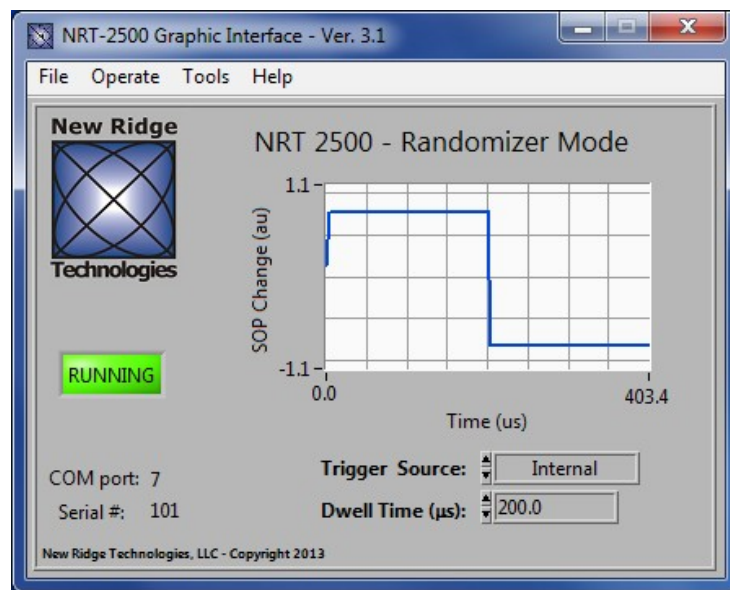 NRT-2500 Graphic Interface - Ver. 3.1
File Operate Tools Help
New Ridge
Technologies
NRT 2500 - Randomizer Mode
1.1
SOP Change (au)
-1.1
0.0 403.4
Time (us)
RUNNING
COM port: 7
Serial #: 101
Trigger Source: Internal
Dwell Time (µs): 200.0
New Ridge Technologies, LLC - Copyright 2013